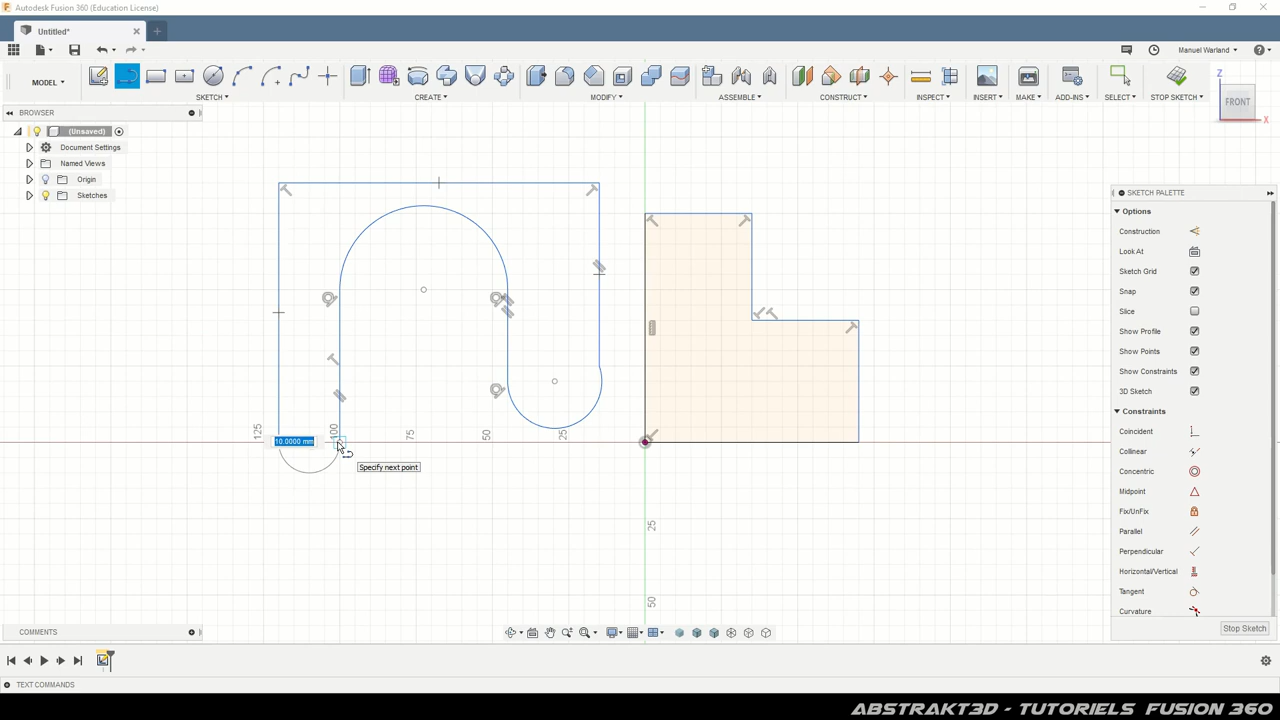 Autodesk Fusion 360 (Education License)
Untitled*
Manuel Warland
MODEL
SKETCH
CREATE
MODIFY
ASSEMBLE
CONSTRUCT
INSPECT
INSERT
MAKE
ADD-INS
SELECT
STOP SKETCH
Z
FRONT
X
BROWSER
(Unsaved)
Document Settings
Named Views
Origin
Sketches
SKETCH PALETTE
Options
Construction
Look At
Sketch Grid
Snap
Slice
Show Profile
Show Points
Show Constraints
3D Sketch
Constraints
Coincident
Collinear
Concentric
Midpoint
Fix/UnFix
Parallel
Perpendicular
Horizontal/Vertical
Tangent
Curvature
125
100
75
50
25
10.0000 mm
Specify next point
25
50
COMMENTS
Stop Sketch
TEXT COMMANDS
ABSTRAKT3D - TUTORIELS FUSION 360